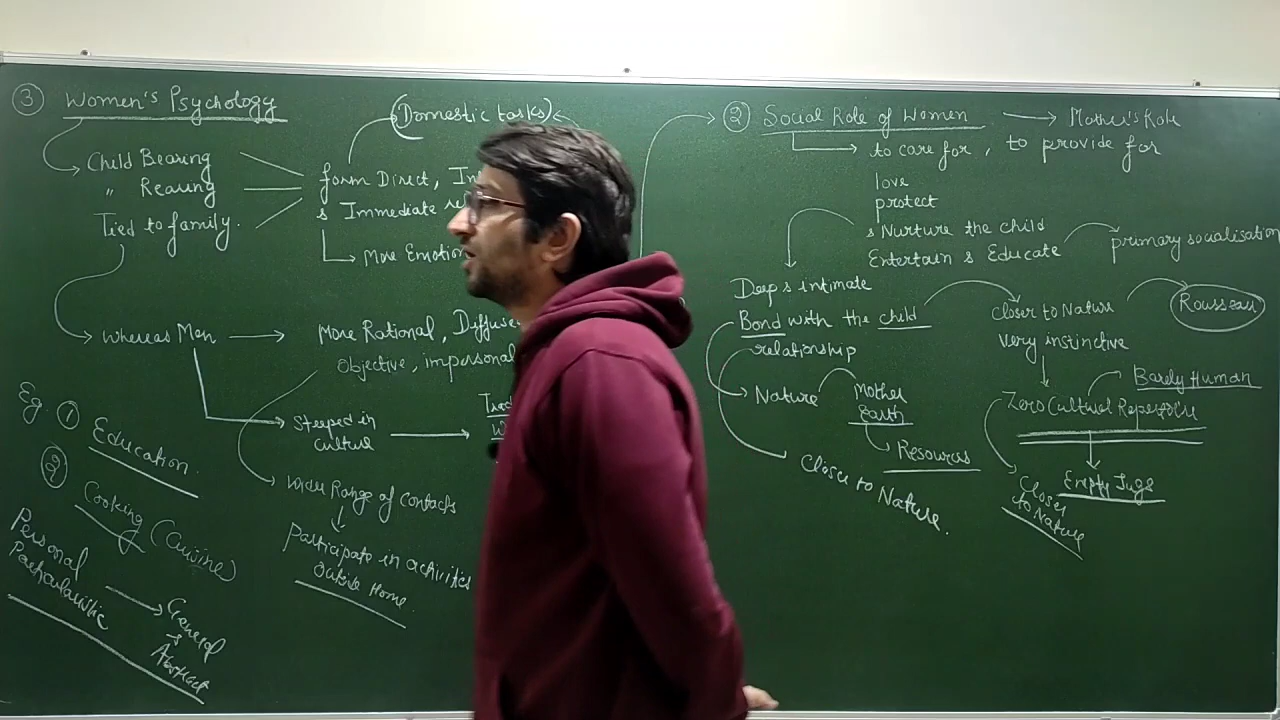 ③ Women's Psychology
Child Bearing
" Rearing
Tied to family.
(Domestic tasks)
form Direct,
& Immediate
More Emotion
Whereas Men
More Rational, Diffuse
objective, impersonal
Steeped in
culture
Wider Range of contacts
Participate in activities
outside Home.
Eg. ① Education.
② Cooking (Cuisine)
Personal
Particularistic
General
& Abstract
② Social Role of Women
Mother's Role
to care for, to provide for
love
protect
& Nurture the child
Entertain & Educate
primary socialisation
Deep & intimate
Bond with the child
relationship
Nature
Mother
Earth
Resources
Closer to Nature.
closer to Nature
very instinctive
Rousseau
Barely Human
Zero Cultural Repertoire
Empty Jugs
Closer
to Nature